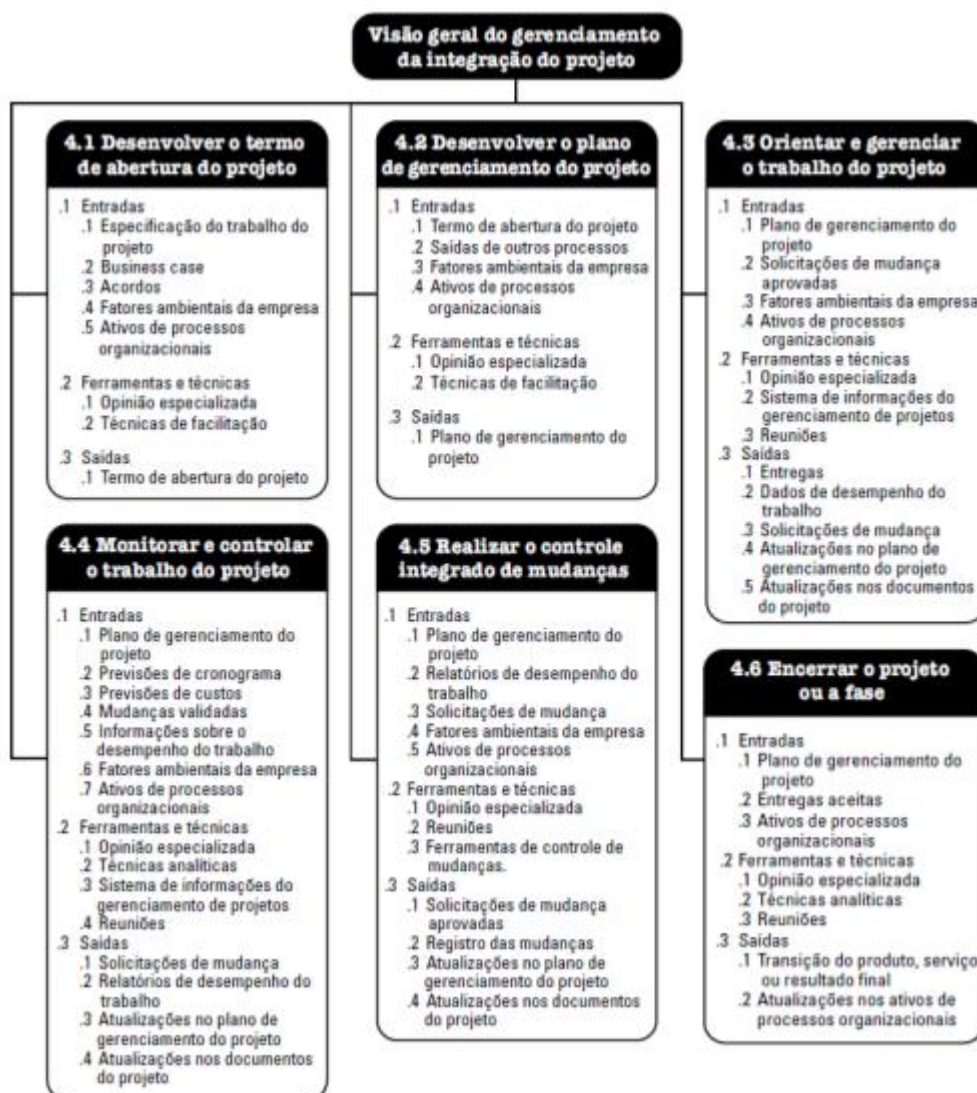 Visão geral do gerenciamento
da integração do projeto
4.1 Desenvolver o termo
de abertura do projeto
.1 Entradas
.1 Especificação do trabalho do
projeto
.2 Business case
.3 Acordos
.4 Fatores ambientais da empresa
.5 Ativos de processos
organizacionais
.2 Ferramentas e técnicas
.1 Opinião especializada
.2 Técnicas de facilitação
.3 Saídas
.1 Termo de abertura do projeto
4.2 Desenvolver o plano
de gerenciamento do projeto
.1 Entradas
.1 Termo de abertura do projeto
.2 Saídas de outros processos
.3 Fatores ambientais da empresa
.4 Ativos de processos
organizacionais
.2 Ferramentas e técnicas
.1 Opinião especializada
.2 Técnicas de facilitação
.3 Saídas
.1 Plano de gerenciamento do
projeto
4.3 Orientar e gerenciar
o trabalho do projeto
.1 Entradas
.1 Plano de gerenciamento do
projeto
.2 Solicitações de mudança
aprovadas
.3 Fatores ambientais da empresa
.4 Ativos de processos
organizacionais
.2 Ferramentas e técnicas
.1 Opinião especializada
.2 Sistema de informações do
gerenciamento de projetos
.3 Reuniões
.3 Saídas
.1 Entregas
.2 Dados de desempenho do
trabalho
.3 Solicitações de mudança
.4 Atualizações no plano de
gerenciamento do projeto
.5 Atualizações nos documentos
do projeto
4.4 Monitorar e controlar
o trabalho do projeto
.1 Entradas
.1 Plano de gerenciamento do
projeto
.2 Previsões de cronograma
.3 Previsões de custos
.4 Mudanças validadas
.5 Informações sobre o
desempenho do trabalho
.6 Fatores ambientais da empresa
.7 Ativos de processos
organizacionais
.2 Ferramentas e técnicas
.1 Opinião especializada
.2 Técnicas analíticas
.3 Sistema de informações do
gerenciamento de projetos
.4 Reuniões
.3 Saídas
.1 Solicitações de mudança
.2 Relatórios de desempenho do
trabalho
.3 Atualizações no plano de
gerenciamento do projeto
.4 Atualizações nos documentos
do projeto
4.5 Realizar o controle
integrado de mudanças
.1 Entradas
.1 Plano de gerenciamento do
projeto
.2 Relatórios de desempenho do
trabalho
.3 Solicitações de mudança
.4 Fatores ambientais da empresa
.5 Ativos de processos
organizacionais
.2 Ferramentas e técnicas
.1 Opinião especializada
.2 Reuniões
.3 Ferramentas de controle de
mudanças.
.3 Saídas
.1 Solicitações de mudança
aprovadas
.2 Registro das mudanças
.3 Atualizações no plano de
gerenciamento do projeto
.4 Atualizações nos documentos
do projeto
4.6 Encerrar o projeto
ou a fase
.1 Entradas
.1 Plano de gerenciamento do
projeto
.2 Entregas aceitas
.3 Ativos de processos
organizacionais
.2 Ferramentas e técnicas
.1 Opinião especializada
.2 Técnicas analíticas
.3 Reuniões
.3 Saídas
.1 Transição do produto, serviço
ou resultado final
.2 Atualizações nos ativos de
processos organizacionais